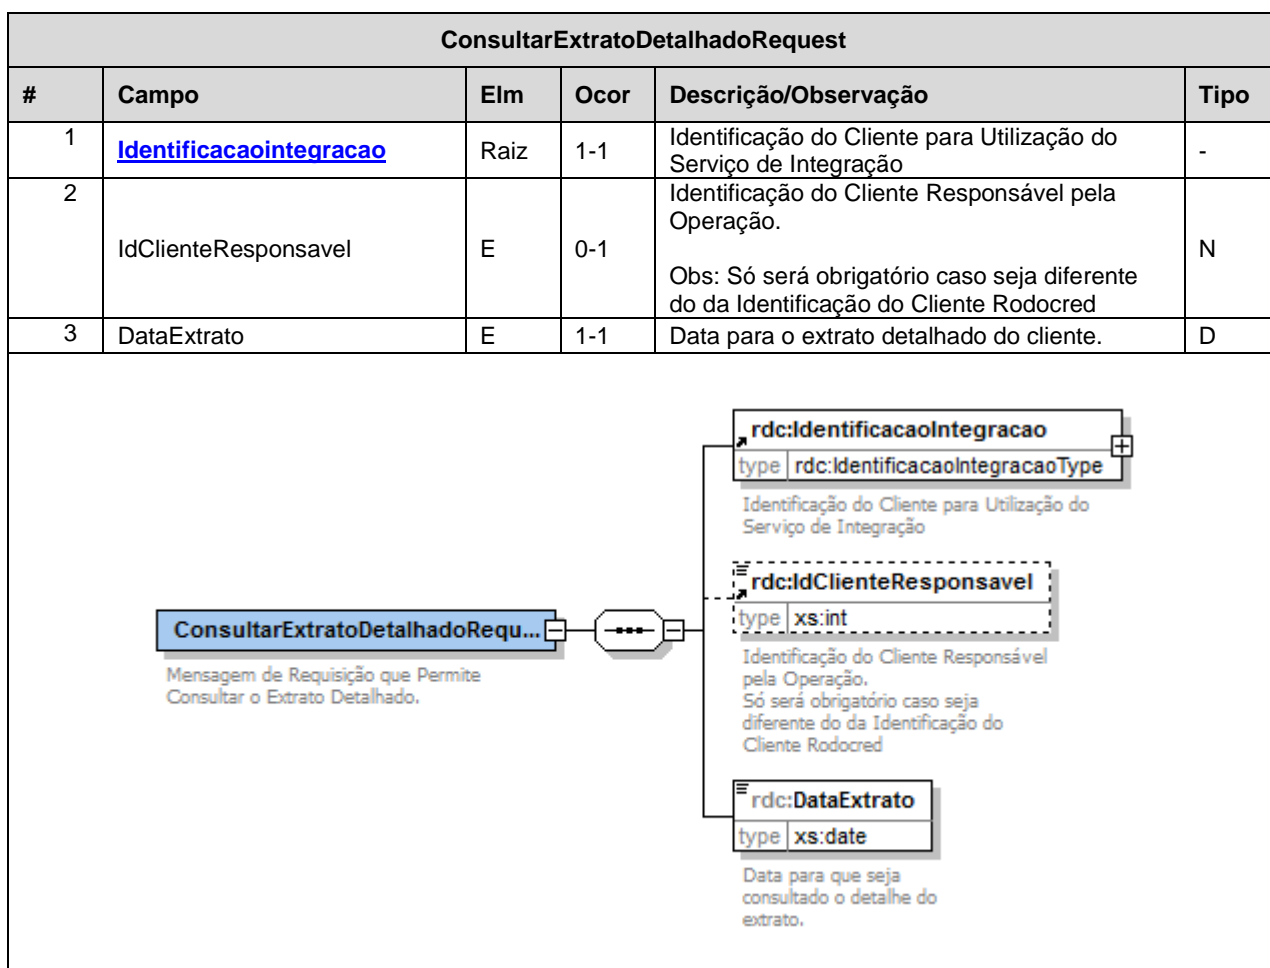 ConsultarExtratoDetalhadoRequest
# Campo Elm Ocor Descrição/Observação Tipo
1 Identificacaointegracao Raiz 1-1 Identificação do Cliente para Utilização do
Serviço de Integração -
2 IdClienteResponsavel E 0-1 Identificação do Cliente Responsável pela
Operação.
Obs: Só será obrigatório caso seja diferente
do da Identificação do Cliente Rodocred N
3 DataExtrato E 1-1 Data para o extrato detalhado do cliente. D
rdc:IdentificacaoIntegracao
type rdc:IdentificacaoIntegracaoType
Identificação do Cliente para Utilização do
Serviço de Integração
rdc:IdClienteResponsavel
type xs:int
Identificação do Cliente Responsável
pela Operação.
Só será obrigatório caso seja
diferente do da Identificação do
Cliente Rodocred
ConsultarExtratoDetalhadoRequ...
Mensagem de Requisição que Permite
Consultar o Extrato Detalhado.
rdc:DataExtrato
type xs:date
Data para que seja
consultado o detalhe do
extrato.